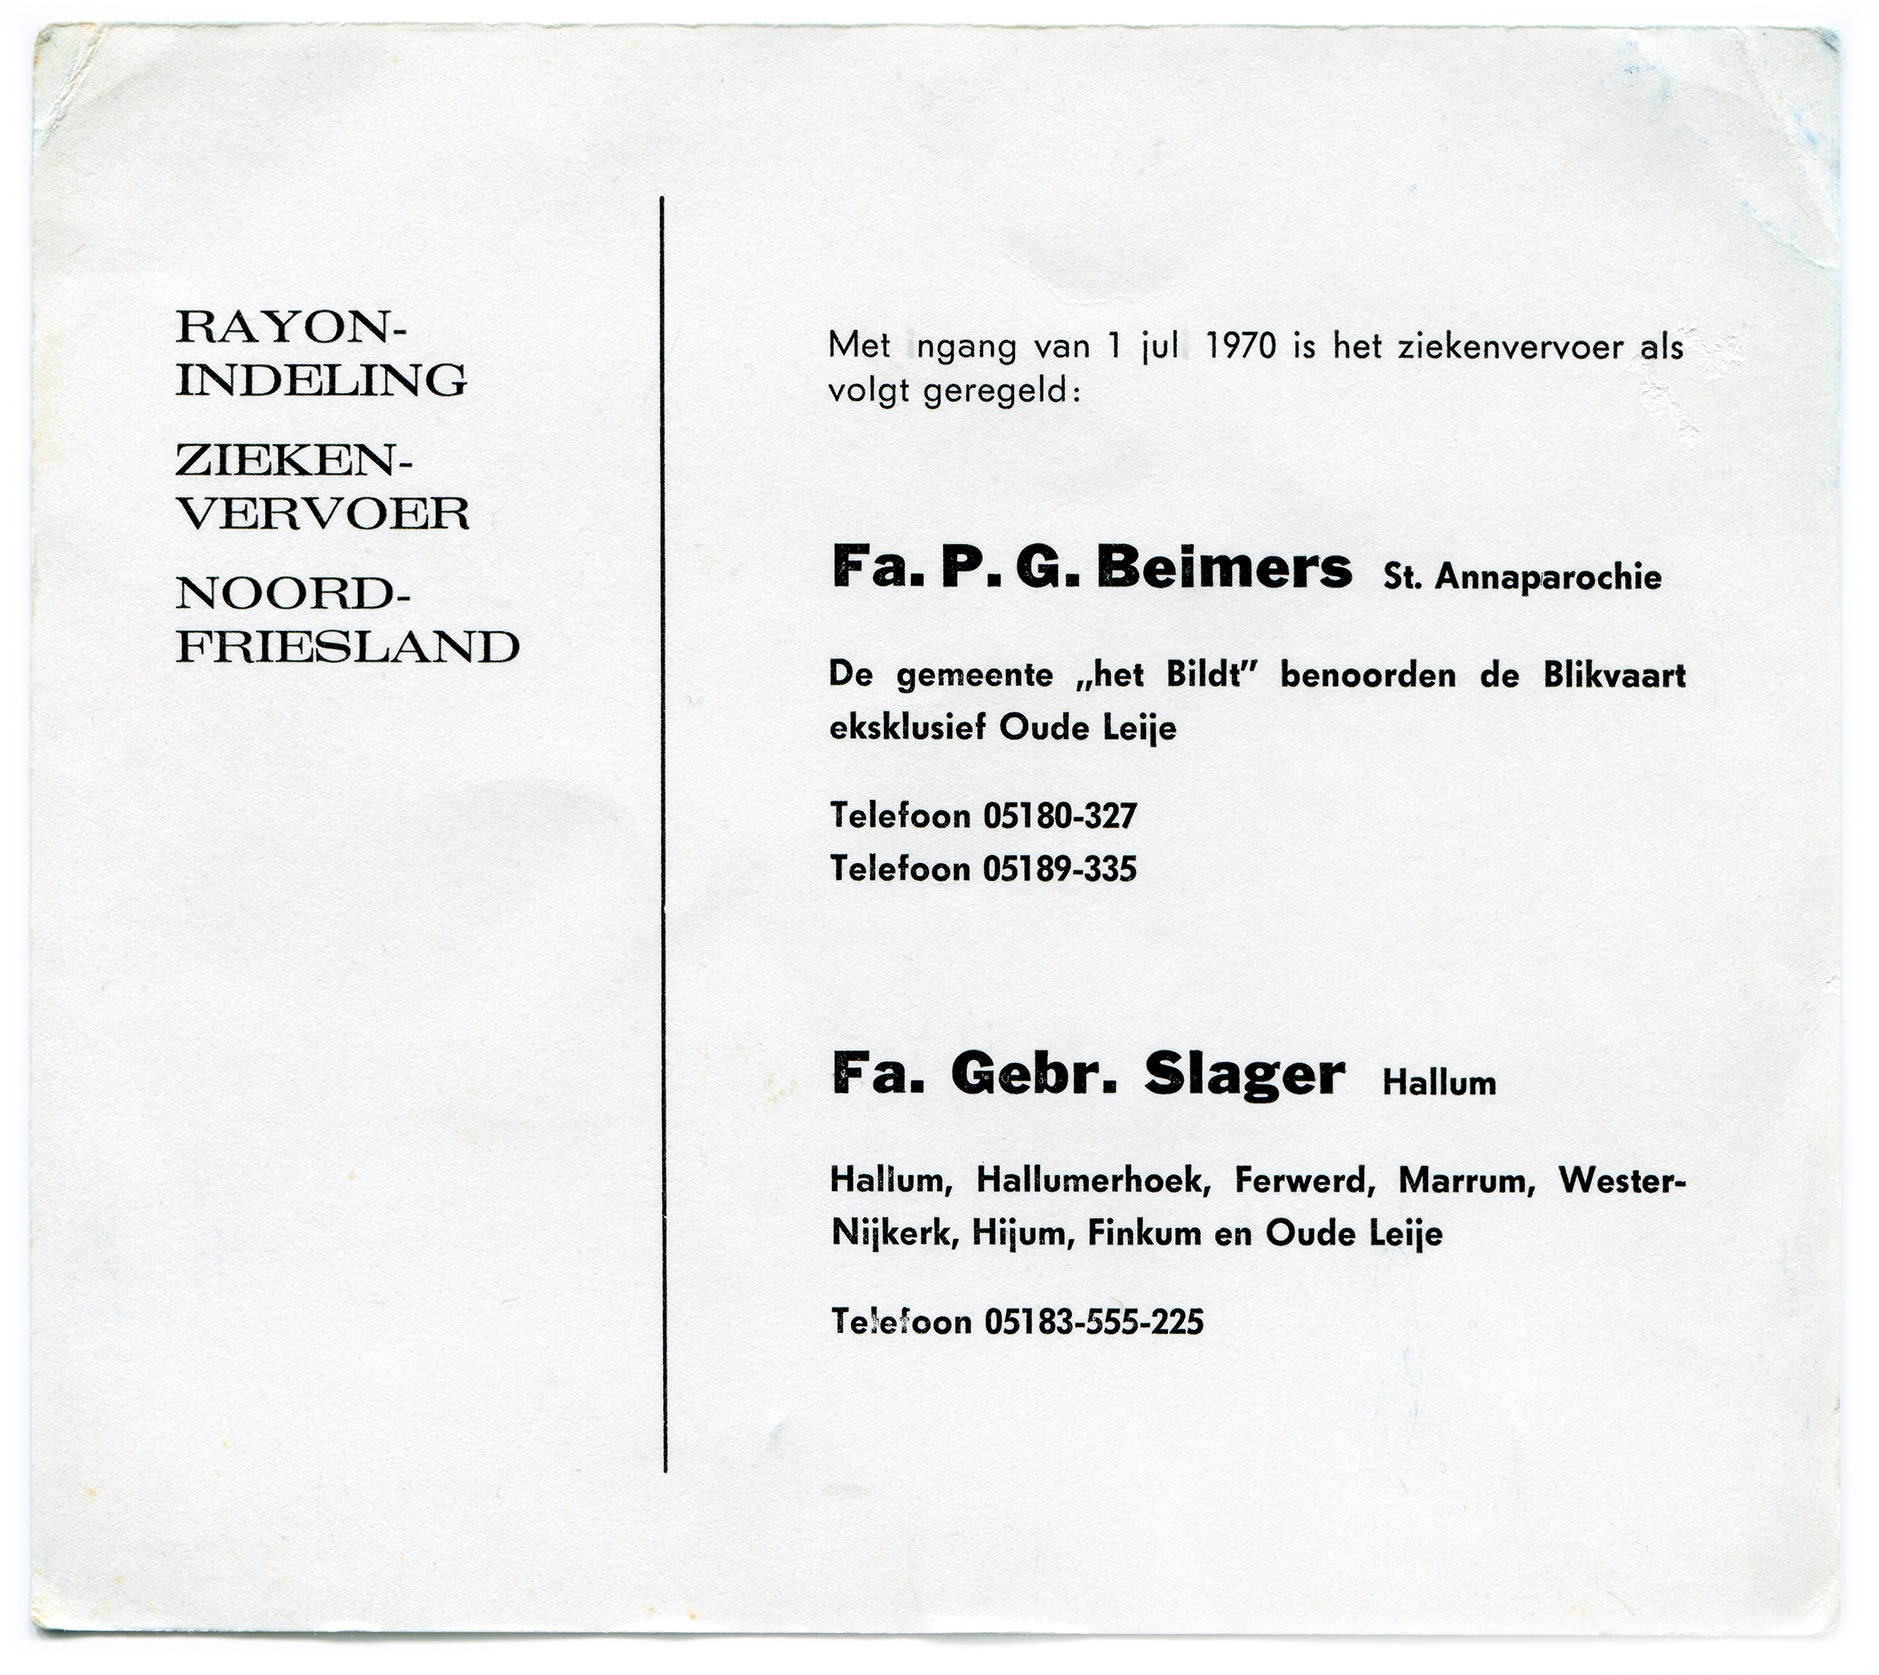 RAYON-
INDELING
ZIEKEN-
VERVOER
NOORD-
FRIESLAND
Met ngang van 1 jul 1970 is het ziekenvervoer als
volgt geregeld:
Fa. P. G. Beimers St. Annaparochie
De gemeente „het Bildt” benoorden de Blikvaart
eksklusief Oude Leije
Telefoon 05180-327
Telefoon 05189-335
Fa. Gebr. Slager Hallum
Hallum, Hallumerhoek, Ferwerd, Marrum, Wester-
Nijkerk, Hijum, Finkum en Oude Leije
Telefoon 05183-555-225